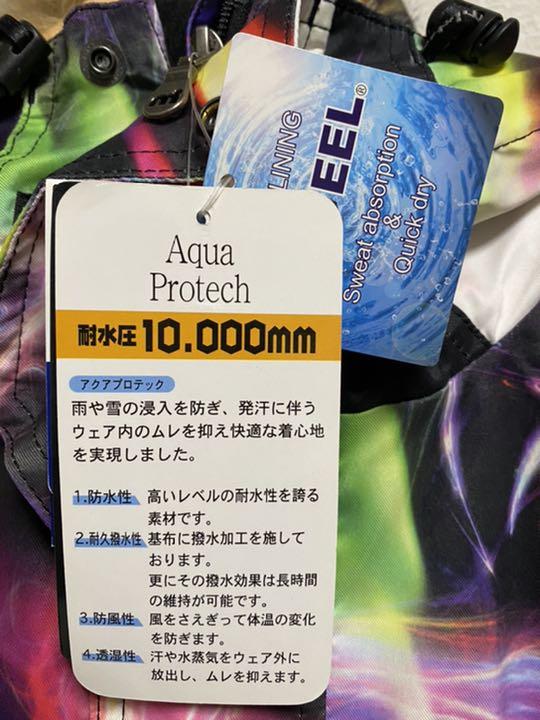 LINING
EEL®
Sweat absorption
&
Quick dry
Aqua
Protech
耐水圧10.000mm
アクアプロテック
雨や雪の浸入を防ぎ、発汗に伴う
ウェア内のムレを抑え快適な着心地
を実現しました。
1.防水性 高いレベルの耐水性を誇る
素材です。
2.耐久撥水性 基布に撥水加工を施して
おります。
更にその撥水効果は長時間
の維持が可能です。
3.防風性 風をさえぎって体温の変化
を防ぎます。
4.透湿性 汗や水蒸気をウェア外に
放出し、ムレを抑えます。